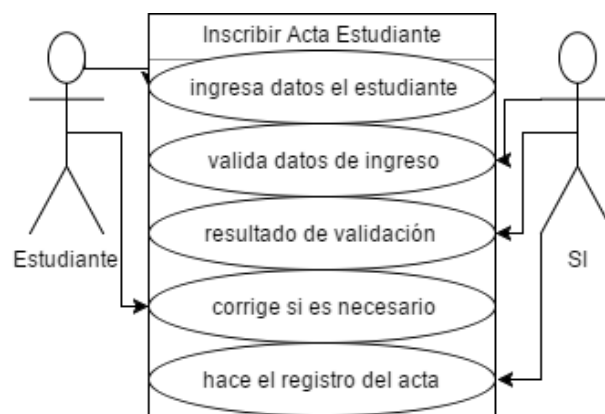 Inscribir Acta Estudiante
ingresa datos el estudiante
valida datos de ingreso
resultado de validación
Estudiante
SI
corrige si es necesario
hace el registro del acta